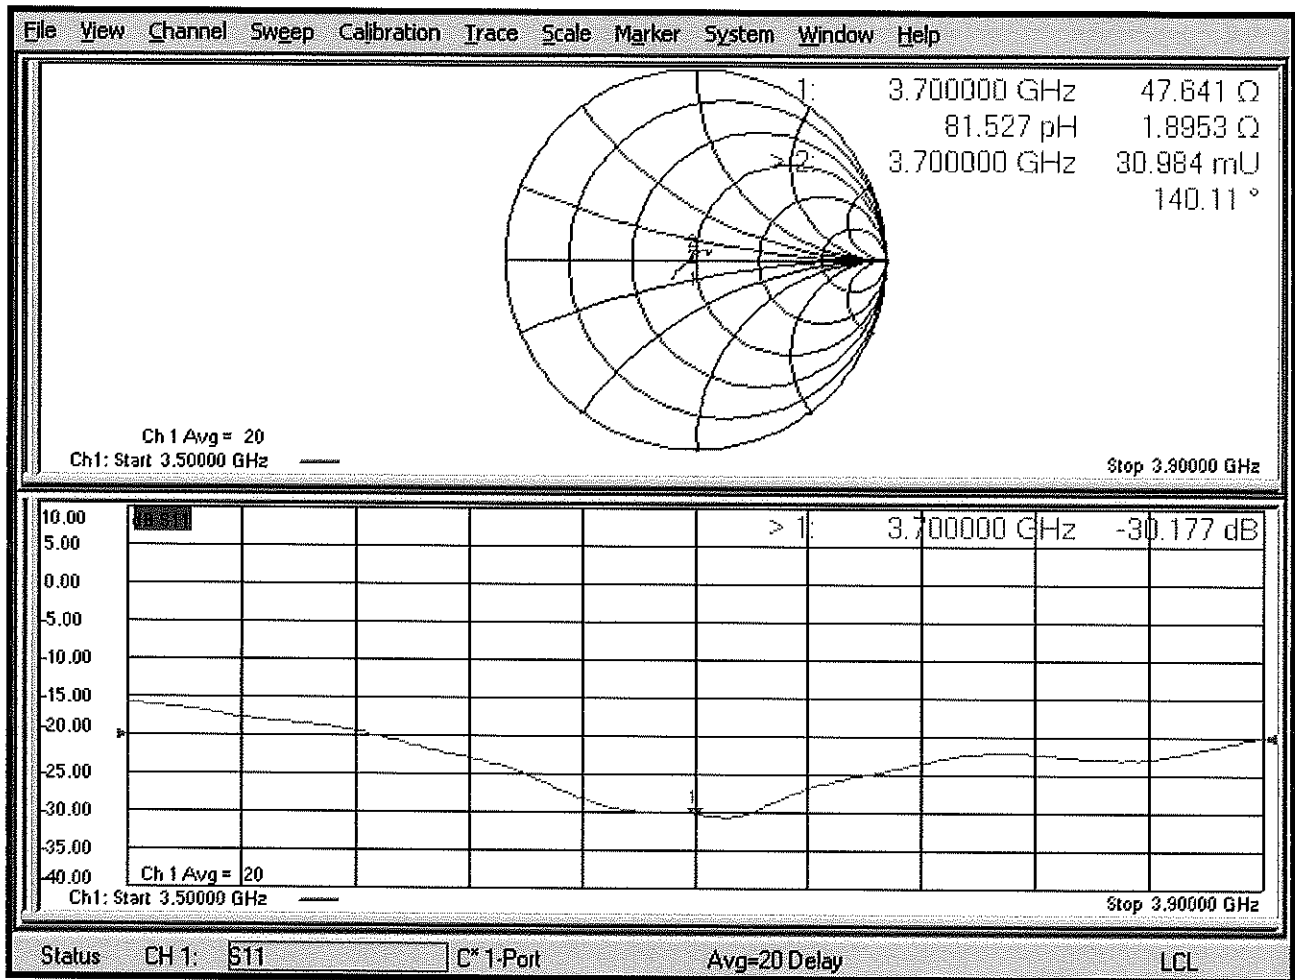 File View Channel Sweep Calibration Trace Scale Marker System Window Help
1: 3.700000 GHz 47.641 Ω
81.527 pH 1.8953 Ω
> 2: 3.700000 GHz 30.984 mU
140.11 °
Ch 1 Avg = 20
Ch1: Start 3.50000 GHz
Stop 3.90000 GHz
10.00
5.00
0.00
-5.00
-10.00
-15.00
-20.00
-25.00
-30.00
-35.00
-40.00
> 1: 3.700000 GHz -30.177 dB
1
Ch 1 Avg = 20
Ch1: Start 3.50000 GHz
Stop 3.90000 GHz
Status CH 1: S11 C* 1-Port Avg=20 Delay LCL